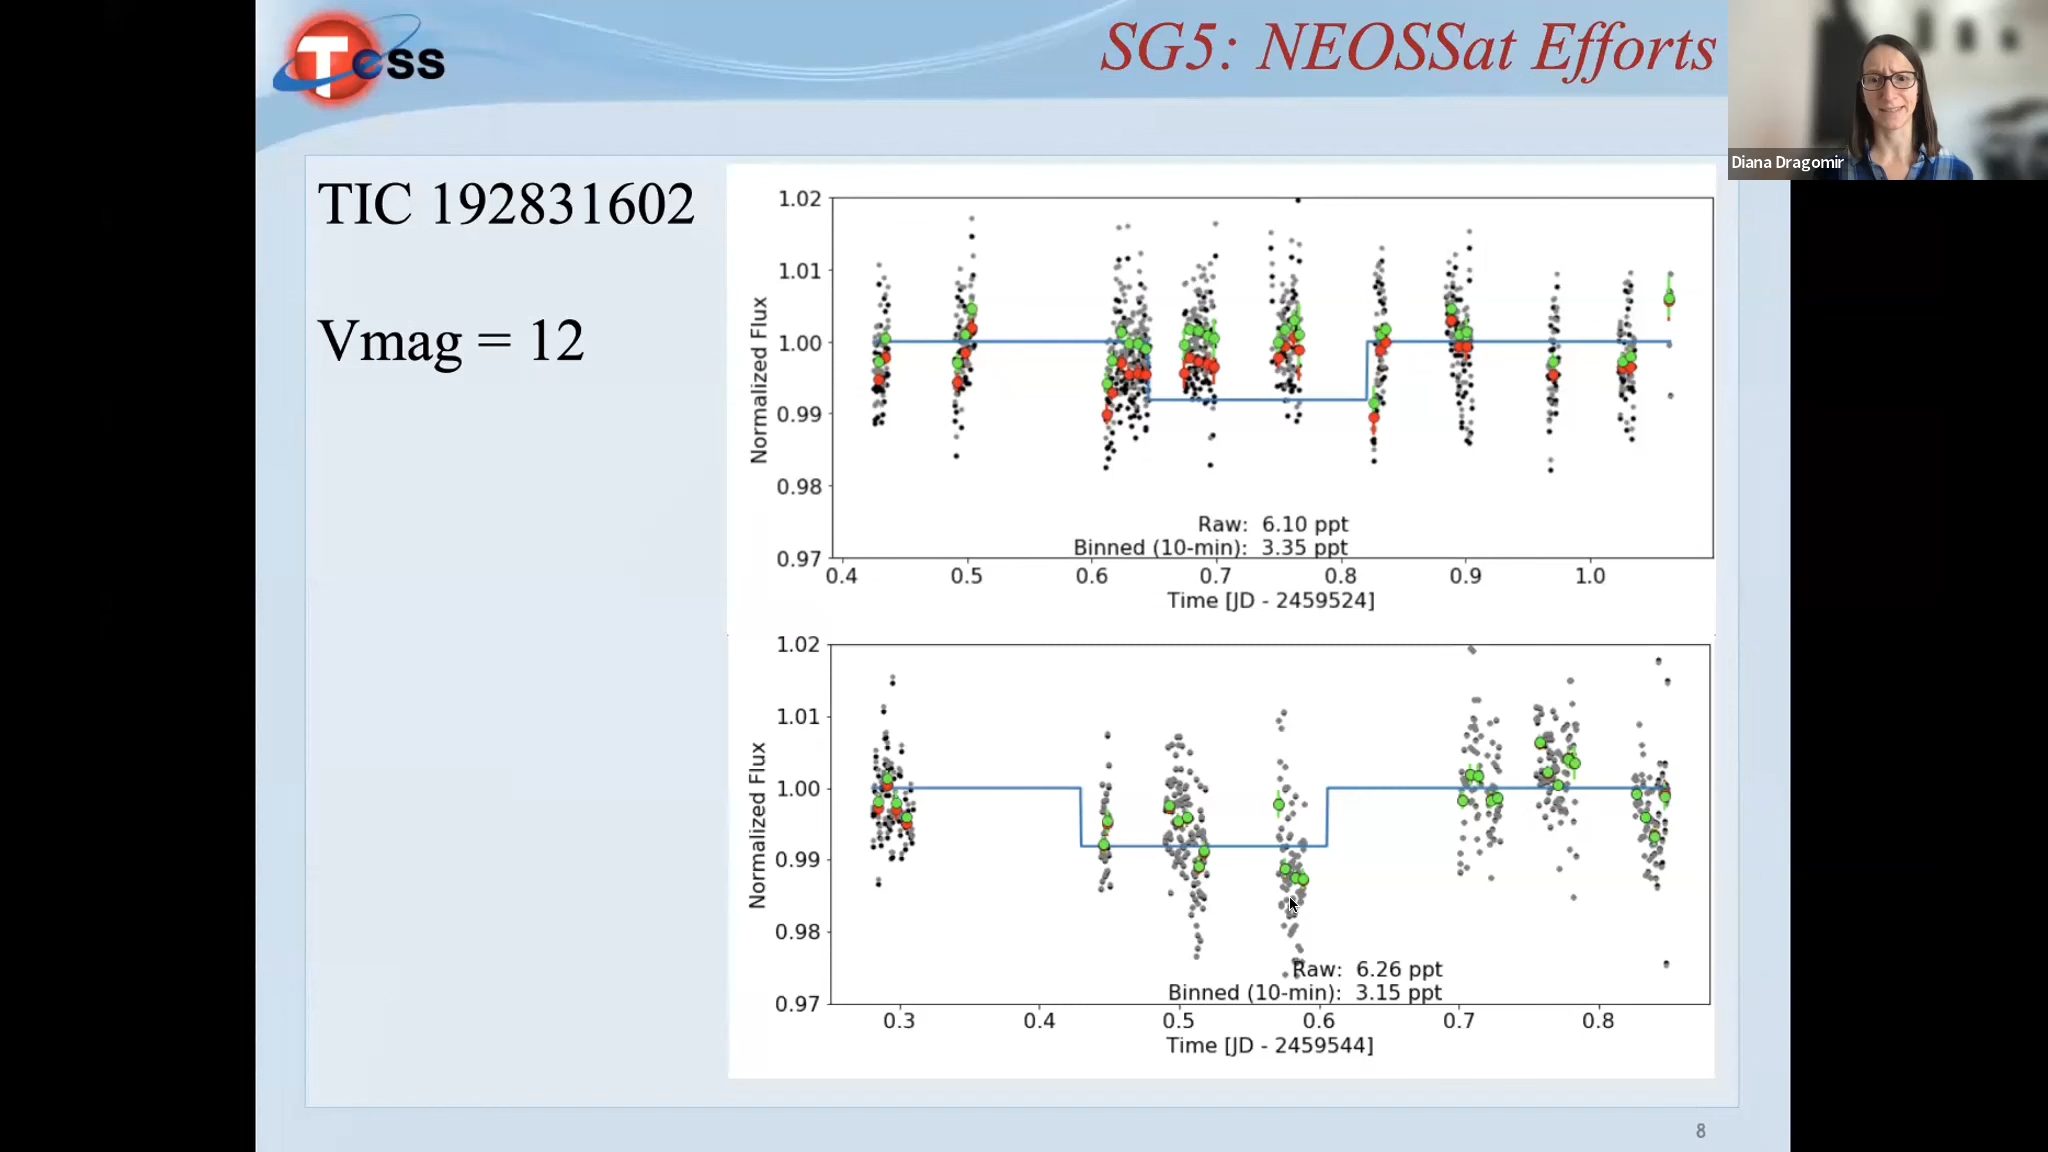 Tess
SG5: NEOSSat Efforts
Diana Dragomir
TIC 192831602
Vmag = 12
1.02
1.01
1.00
0.99
0.98
0.97
Normalized Flux
Raw: 6.10 ppt
Binned (10-min): 3.35 ppt
0.4 0.5 0.6 0.7 0.8 0.9 1.0
Time [JD - 2459524]
1.02
1.01
1.00
0.99
0.98
0.97
Normalized Flux
Raw: 6.26 ppt
Binned (10-min): 3.15 ppt
0.3 0.4 0.5 0.6 0.7 0.8
Time [JD - 2459544]
8